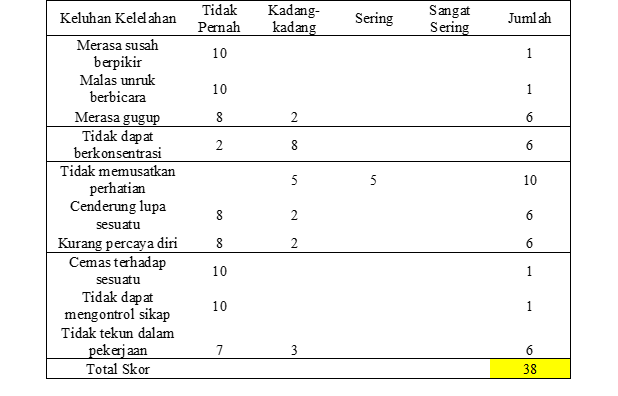 Keluhan Kelelahan Tidak Pernah Kadang-kadang Sering Sangat Sering Jumlah
Merasa susah berpikir 10 1
Malas unruk berbicara 10 1
Merasa gugup 8 2 6
Tidak dapat berkonsentrasi 2 8 6
Tidak memusatkan perhatian 5 5 10
Cenderung lupa sesuatu 8 2 6
Kurang percaya diri 8 2 6
Cemas terhadap sesuatu 10 1
Tidak dapat mengontrol sikap 10 1
Tidak tekun dalam pekerjaan 7 3 6
Total Skor 38